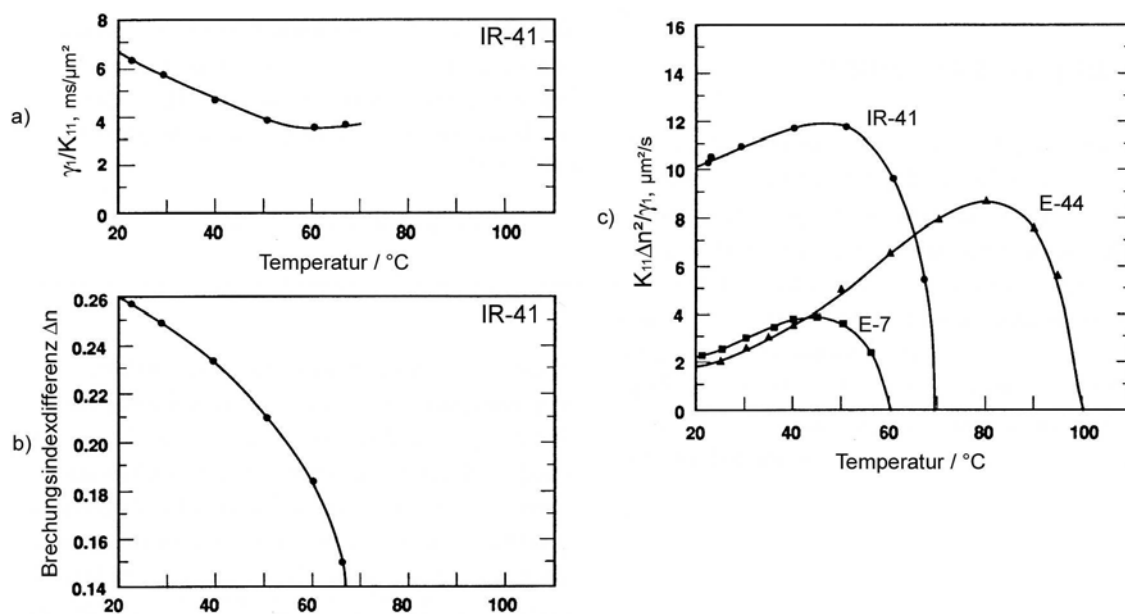 a)
γ₁/K₁₁, ms/µm²
8
6
4
2
0
IR-41
20 40 60 80 100
Temperatur / °C
b)
Brechungsindexdifferenz Δn
0.26
0.24
0.22
0.20
0.18
0.16
0.14
IR-41
20 40 60 80 100
c)
K₁₁Δn²/γ₁, µm²/s
16
14
12
10
8
6
4
2
0
IR-41
E-44
E-7
20 40 60 80 100
Temperatur / °C